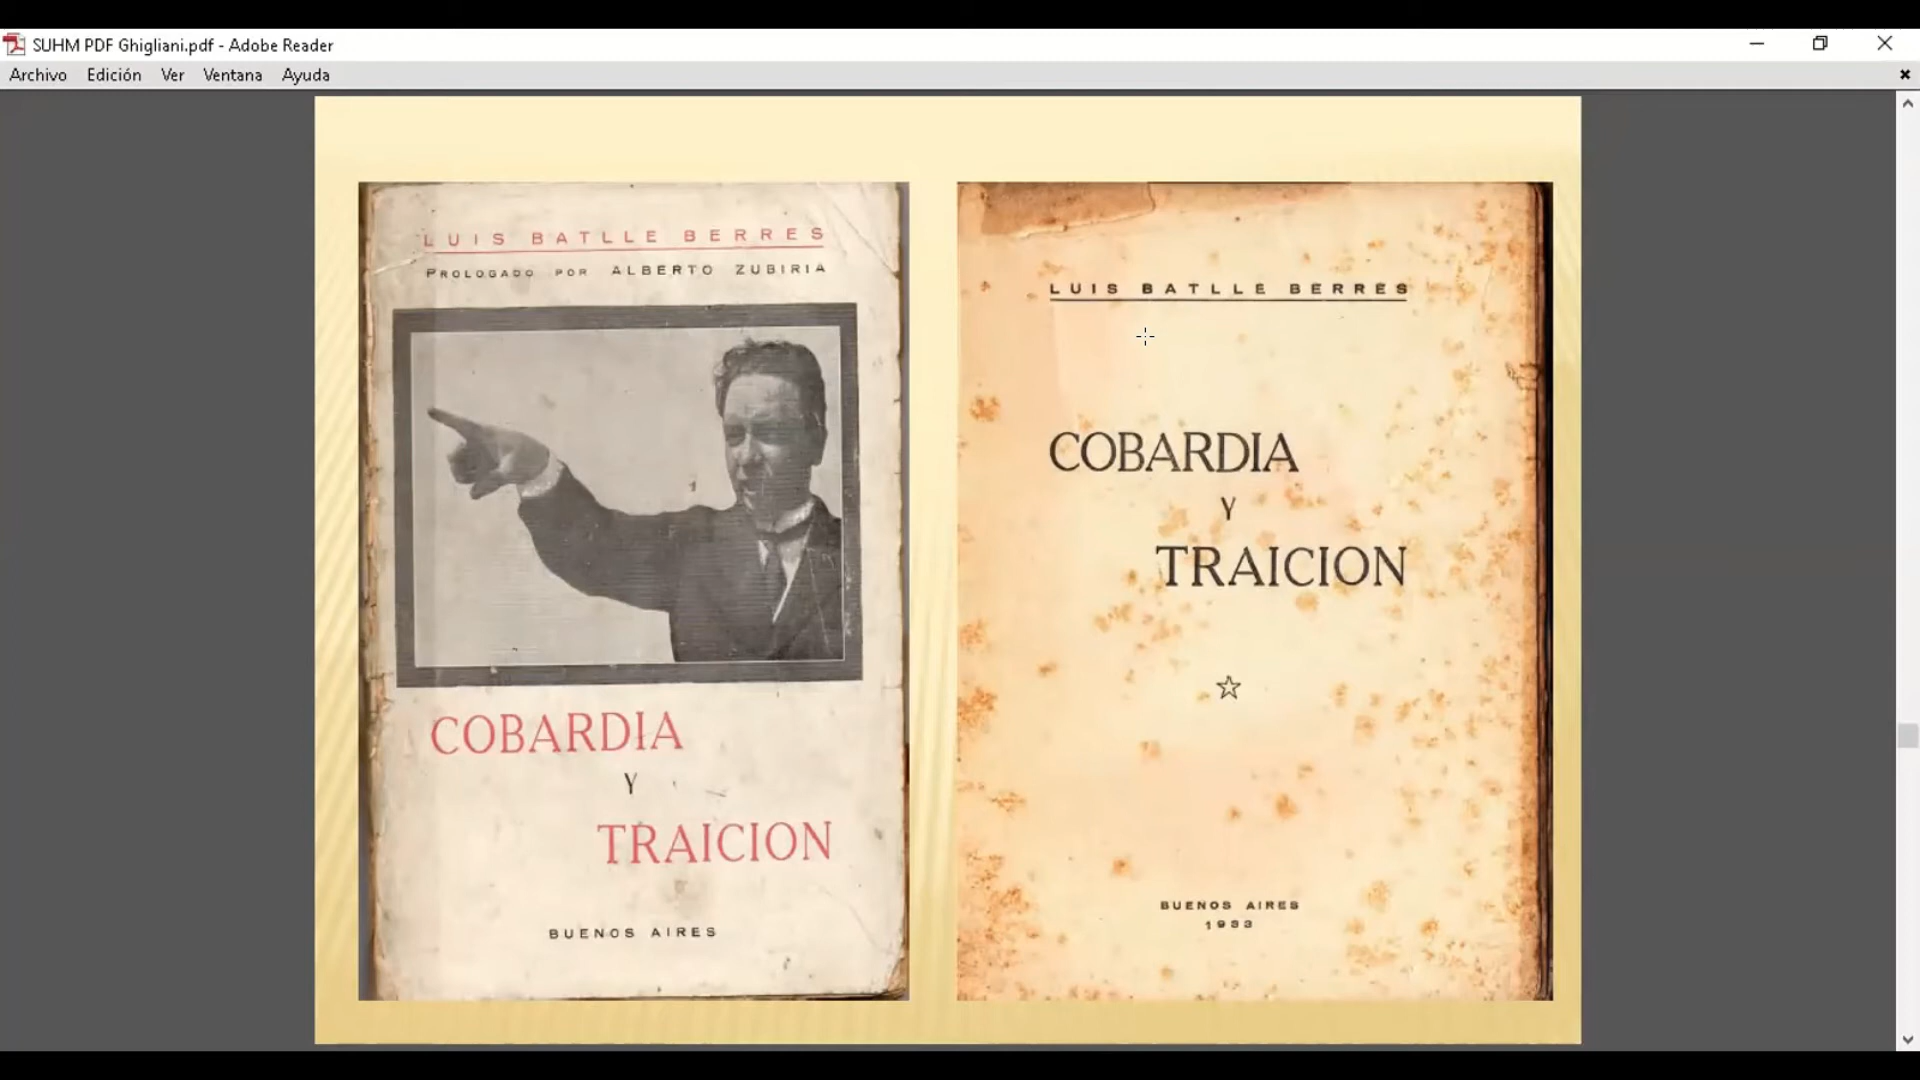 SUHM PDF Ghigliani.pdf - Adobe Reader
Archivo Edición Ver Ventana Ayuda
LUIS BATLLE BERRES
PROLOGADO POR ALBERTO ZUBIRIA
COBARDIA
Y
TRAICION
BUENOS AIRES
LUIS BATLLE BERRES
COBARDIA
Y
TRAICION
BUENOS AIRES
1933